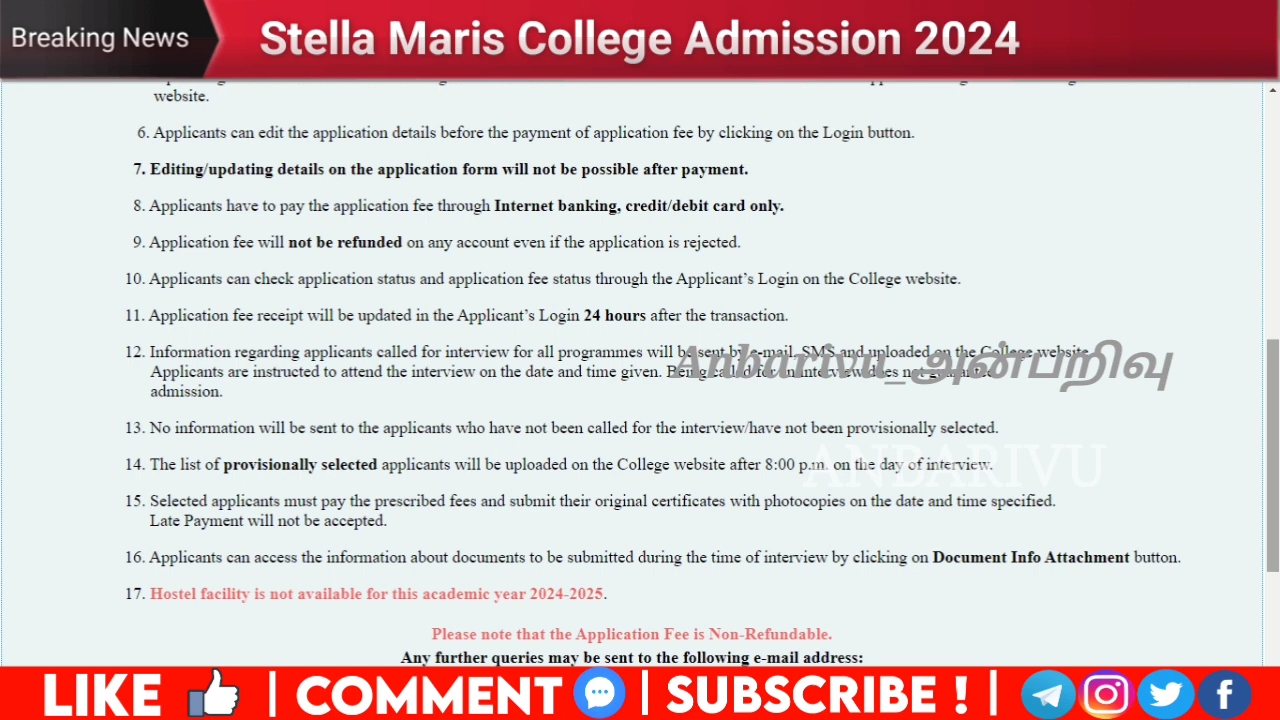 Breaking News
Stella Maris College Admission 2024
website.
6. Applicants can edit the application details before the payment of application fee by clicking on the Login button.
7. Editing/updating details on the application form will not be possible after payment.
8. Applicants have to pay the application fee through Internet banking, credit/debit card only.
9. Application fee will not be refunded on any account even if the application is rejected.
10. Applicants can check application status and application fee status through the Applicant’s Login on the College website.
11. Application fee receipt will be updated in the Applicant’s Login 24 hours after the transaction.
12. Information regarding applicants called for interview for all programmes will be sent by e-mail, SMS and uploaded on the College website.
Applicants are instructed to attend the interview on the date and time given. Being called for an interview does not guarantee
admission.
Anbarivu_அன்பறிவு
13. No information will be sent to the applicants who have not been called for the interview/have not been provisionally selected.
ANBARIVU
14. The list of provisionally selected applicants will be uploaded on the College website after 8:00 p.m. on the day of interview.
15. Selected applicants must pay the prescribed fees and submit their original certificates with photocopies on the date and time specified.
Late Payment will not be accepted.
16. Applicants can access the information about documents to be submitted during the time of interview by clicking on Document Info Attachment button.
17. Hostel facility is not available for this academic year 2024-2025.
Please note that the Application Fee is Non-Refundable.
Any further queries may be sent to the following e-mail address:
LIKE | COMMENT | SUBSCRIBE ! |